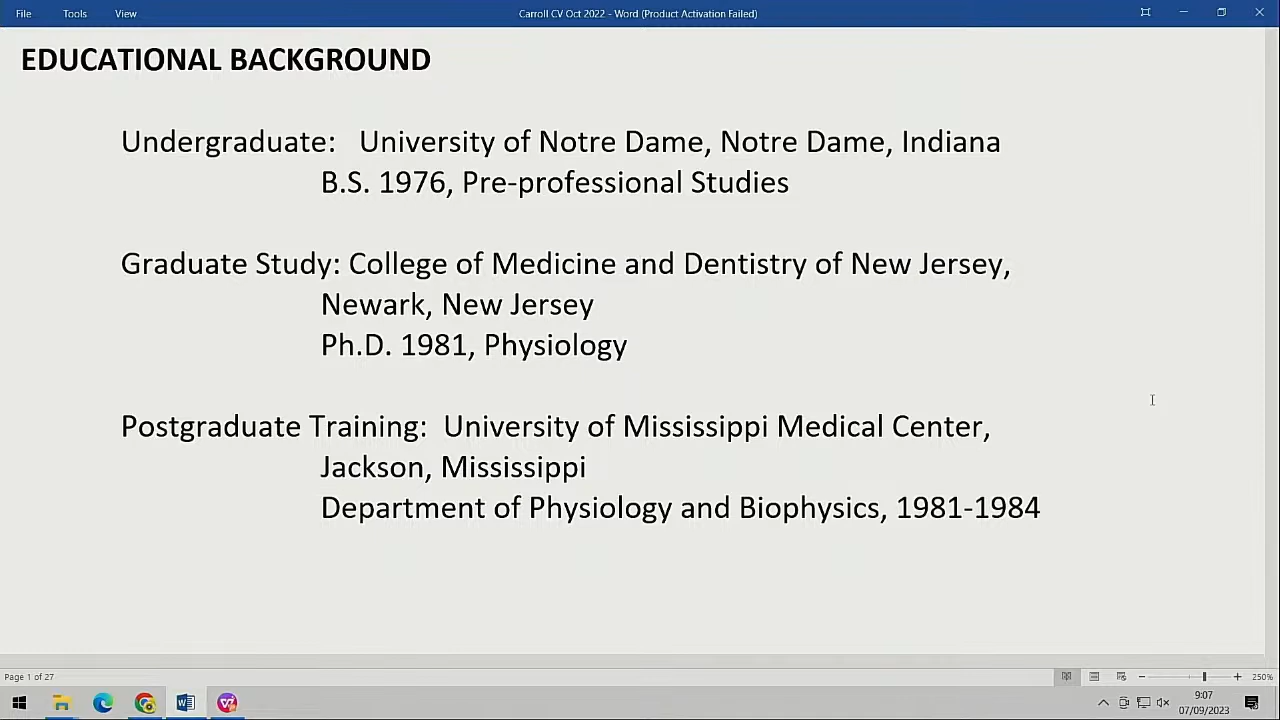 File Tools View Carroll CV Oct 2022 - Word (Product Activation Failed)
EDUCATIONAL BACKGROUND
Undergraduate: University of Notre Dame, Notre Dame, Indiana
B.S. 1976, Pre-professional Studies
Graduate Study: College of Medicine and Dentistry of New Jersey,
Newark, New Jersey
Ph.D. 1981, Physiology
Postgraduate Training: University of Mississippi Medical Center,
Jackson, Mississippi
Department of Physiology and Biophysics, 1981-1984
Page 1 of 27 250%
9:07
07/09/2023